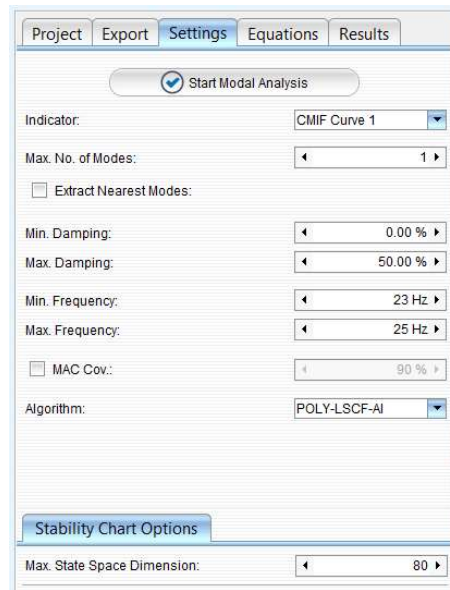 Project Export Settings Equations Results
Start Modal Analysis
Indicator: CMIF Curve 1
Max. No. of Modes: 1
Extract Nearest Modes:
Min. Damping: 0.00 %
Max. Damping: 50.00 %
Min. Frequency: 23 Hz
Max. Frequency: 25 Hz
MAC Cov.: 90 %
Algorithm: POLY-LSCF-AI
Stability Chart Options
Max. State Space Dimension: 80